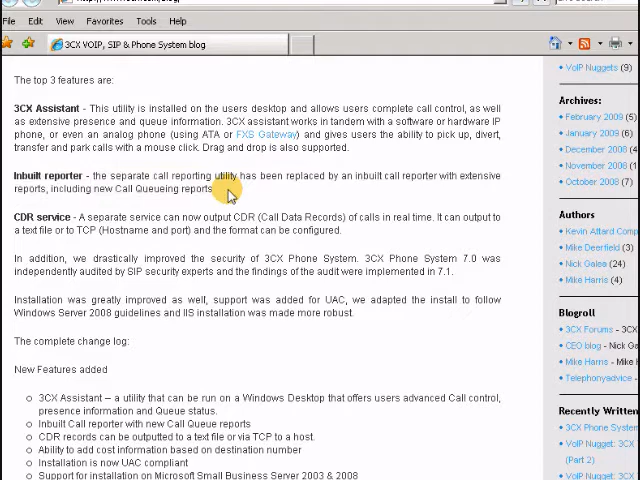 File Edit View Favorites Tools Help
3CX VOIP, SIP & Phone System blog
The top 3 features are:
3CX Assistant - This utility is installed on the users desktop and allows users complete call control, as well
as extensive presence and queue information. 3CX assistant works in tandem with a software or hardware IP
phone, or even an analog phone (using ATA or FXS Gateway) and gives users the ability to pick up, divert,
transfer and park calls with a mouse click. Drag and drop is also supported.
Inbuilt reporter - the separate call reporting utility has been replaced by an inbuilt call reporter with extensive
reports, including new Call Queueing reports
CDR service - A separate service can now output CDR (Call Data Records) of calls in real time. It can output to
a text file or to TCP (Hostname and port) and the format can be configured.
In addition, we drastically improved the security of 3CX Phone System. 3CX Phone System 7.0 was
independently audited by SIP security experts and the findings of the audit were implemented in 7.1.
Installation was greatly improved as well, support was added for UAC, we adapted the install to follow
Windows Server 2008 guidelines and IIS installation was made more robust.
The complete change log:
New Features added
3CX Assistant – a utility that can be run on a Windows Desktop that offers users advanced Call control,
presence information and Queue status.
Inbuilt Call reporter with new Call Queue reports
CDR records can be outputted to a text file or via TCP to a host.
Ability to add cost information based on destination number
Installation is now UAC compliant
Support for installation on Microsoft Small Business Server 2003 & 2008
VoIP Nuggets (9)
Archives:
February 2009 (5)
January 2009 (6)
December 2008 (4)
November 2008 (1
October 2008 (7)
Authors
Kevin Attard Comp
Mike Deerfield (3)
Nick Galea (24)
Mike Harris (4)
Blogroll
3CX Forums - 3CX
CEO blog - Nick G
Mike Harris - Mike
Telephonyadvice
Recently Written
3CX Phone System
VoIP Nugget: 3CX
(Part 2)
VoIP Nugget: 3CX